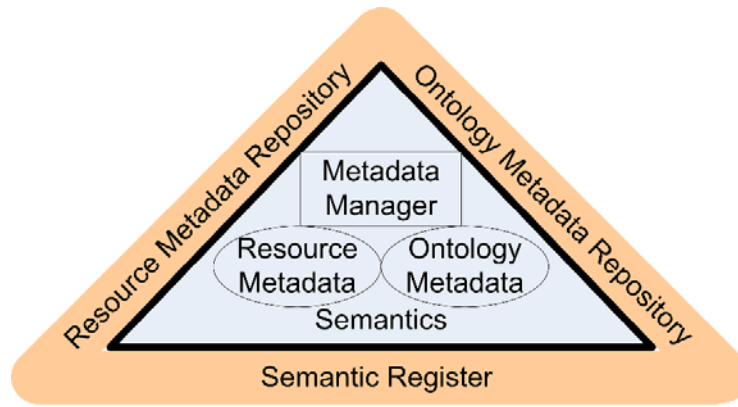 Resource Metadata Repository
Ontology Metadata Repository
Metadata
Manager
Resource
Metadata
Ontology
Metadata
Semantics
Semantic Register